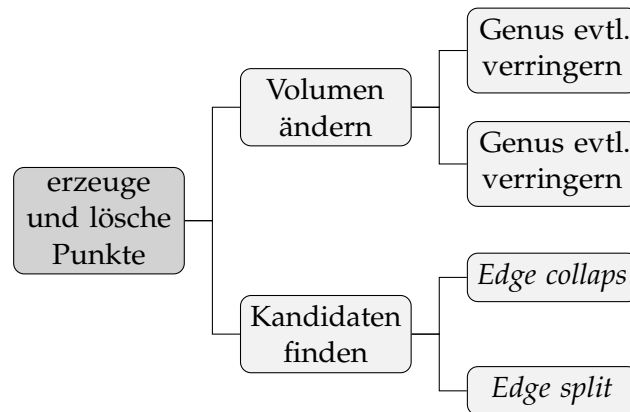 Genus evtl.
verringern
Volumen
ändern
Genus evtl.
verringern
erzeuge
und lösche
Punkte
Edge collaps
Kandidaten
finden
Edge split